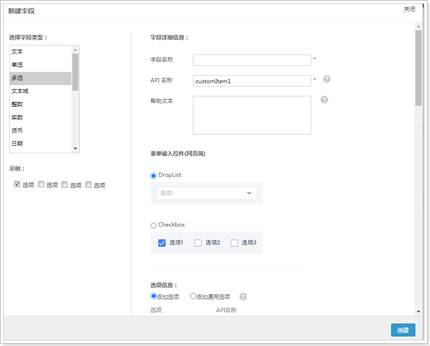 新建字段
关闭
选择字段类型：
文本
单选
多选
文本域
整数
实数
货币
日期
示例：
选项 选项 选项 选项
字段详细信息：
字段名称 *
API 名称 customItem1 * ?
帮助文本 ?
表单输入控件(网页端)
DropList
选项1
Checkbox
选项1 选项2 选项3
选项信息：
添加选项 添加通用选项 ?
选项 API名称
创建